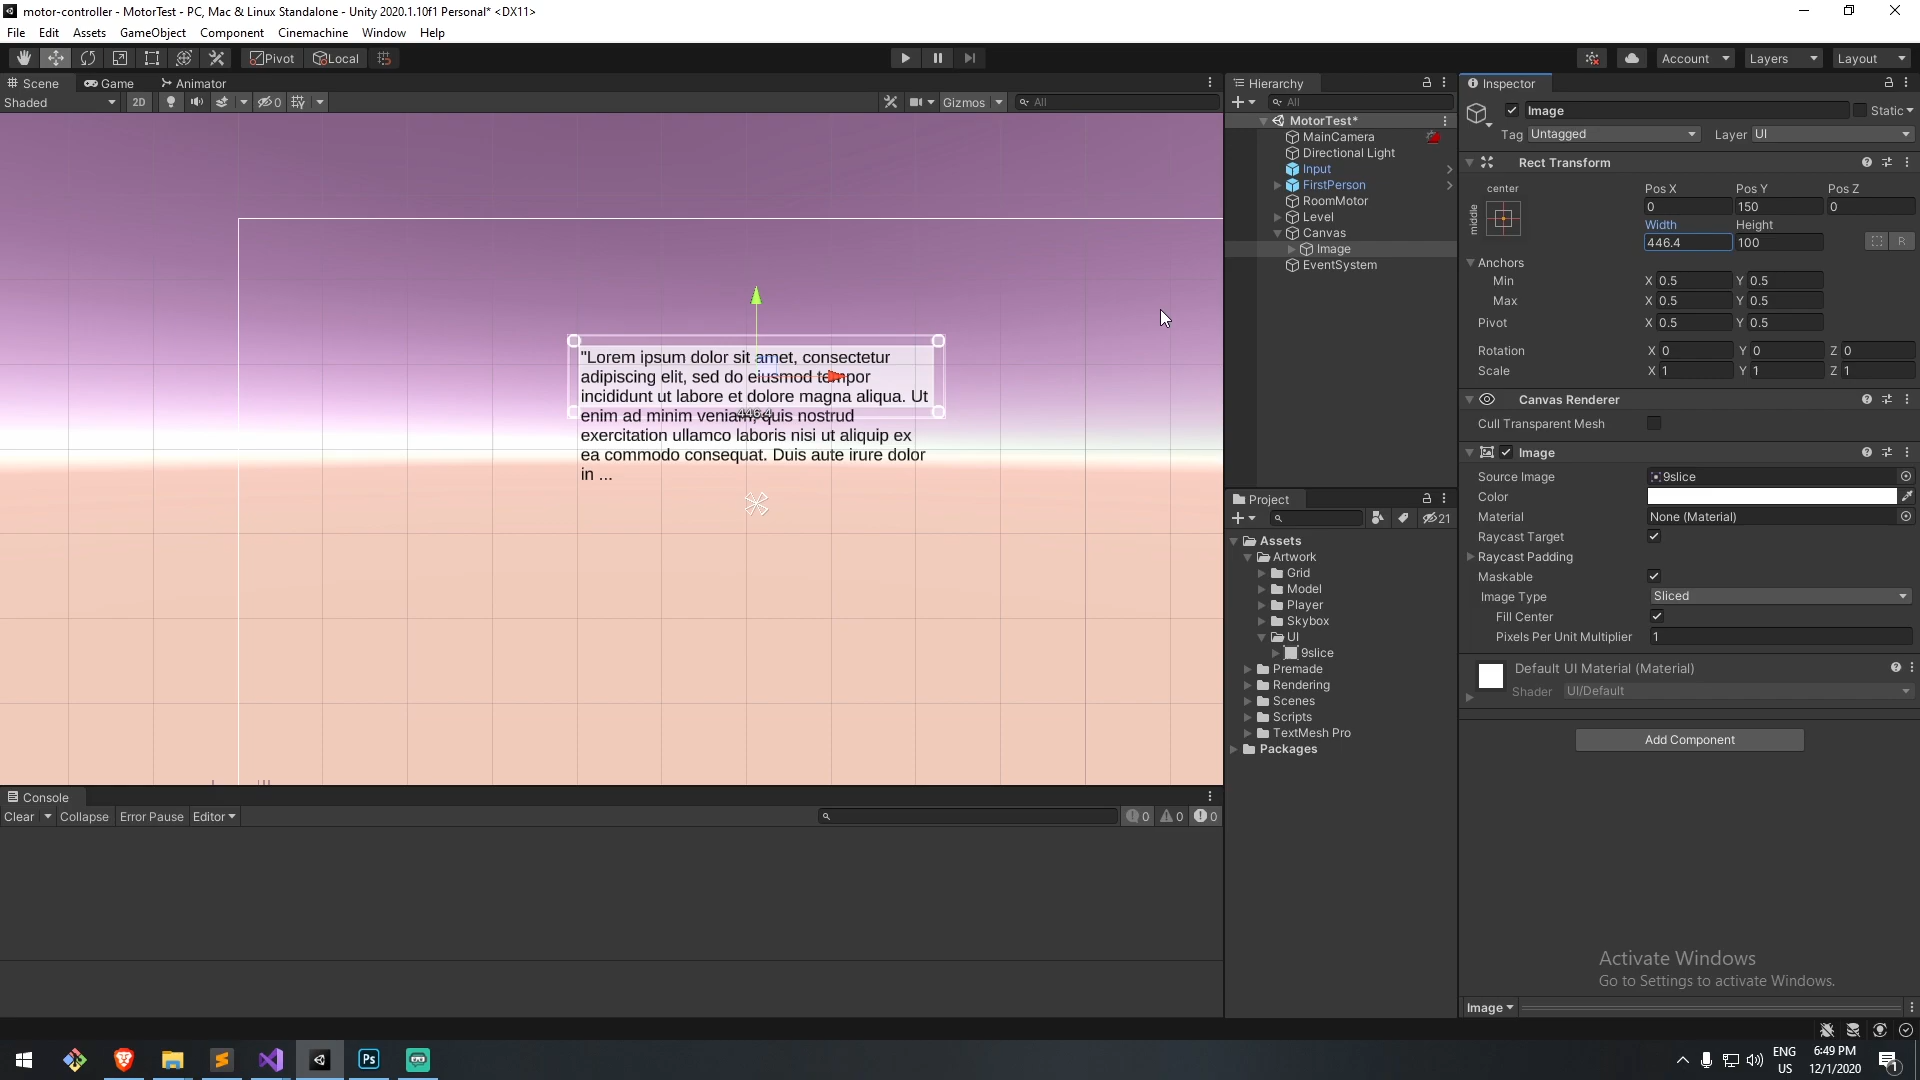 motor-controller - MotorTest - PC, Mac & Linux Standalone - Unity 2020.1.10f1 Personal* <DX11>
File Edit Assets GameObject Component Cinemachine Window Help
Pivot Local Account Layers Layout
Scene Game Animator
Shaded 2D 0 Gizmos All
"Lorem ipsum dolor sit amet, consectetur
adipiscing elit, sed do eiusmod tempor
incididunt ut labore et dolore magna aliqua. Ut
enim ad minim veniam, quis nostrud
446.4
exercitation ullamco laboris nisi ut aliquip ex
ea commodo consequat. Duis aute irure dolor
in ...
Console
Clear Collapse Error Pause Editor 0 0 0
Hierarchy
All
MotorTest*
MainCamera
Directional Light
Input
FirstPerson
RoomMotor
Level
Canvas
Image
EventSystem
Project
21
Assets
Artwork
Grid
Model
Player
Skybox
UI
9slice
Premade
Rendering
Scenes
Scripts
TextMesh Pro
Packages
Inspector
Image Static
Tag Untagged Layer UI
Rect Transform
center Pos X Pos Y Pos Z
middle 0 150 0
Width Height
446.4 100 R
Anchors
Min X 0.5 Y 0.5
Max X 0.5 Y 0.5
Pivot X 0.5 Y 0.5
Rotation X 0 Y 0 Z 0
Scale X 1 Y 1 Z 1
Canvas Renderer
Cull Transparent Mesh
Image
Source Image 9slice
Color
Material None (Material)
Raycast Target
Raycast Padding
Maskable
Image Type Sliced
Fill Center
Pixels Per Unit Multiplier 1
Default UI Material (Material)
Shader UI/Default
Add Component
Activate Windows
Go to Settings to activate Windows.
Image
Ps
ENG
US
6:49 PM
12/1/2020
1